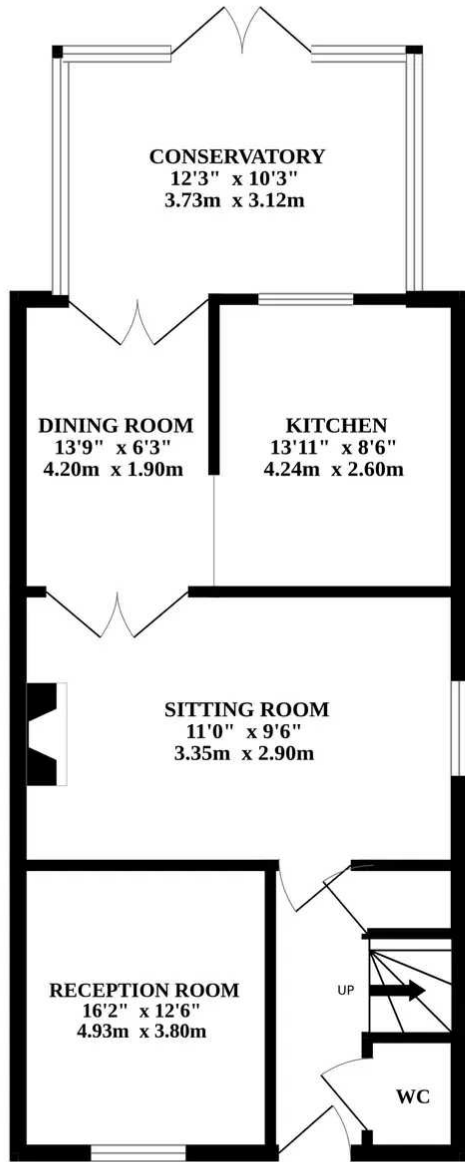 CONSERVATORY
12'3" x 10'3"
3.73m x 3.12m
DINING ROOM
13'9" x 6'3"
4.20m x 1.90m
KITCHEN
13'11" x 8'6"
4.24m x 2.60m
SITTING ROOM
11'0" x 9'6"
3.35m x 2.90m
RECEPTION ROOM
16'2" x 12'6"
4.93m x 3.80m
UP
WC